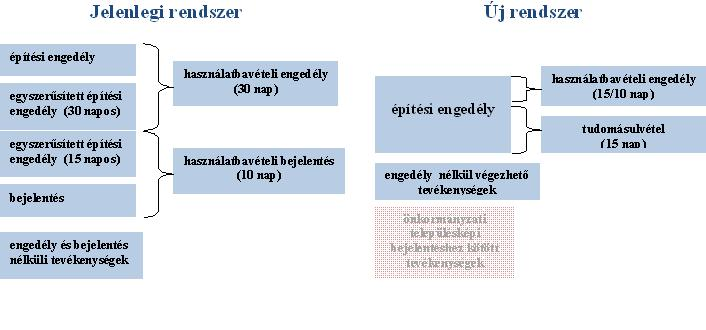 Jelenlegi rendszer
építési engedély
egyszerűsített építési
engedély (30 napos)
egyszerűsített építési
engedély (15 napos)
bejelentés
engedély és bejelentés
nélküli tevékenységek
használatbavételi engedély
(30 nap)
használatbavételi bejelentés
(10 nap)
Új rendszer
építési engedély
használatbavételi engedély
(15/10 nap)
tudomásulvétel
(15 nap)
engedély nélkül végezhető
tevékenységek
önkormányzati
településképi
bejelentéshez kötött
tevékenységek